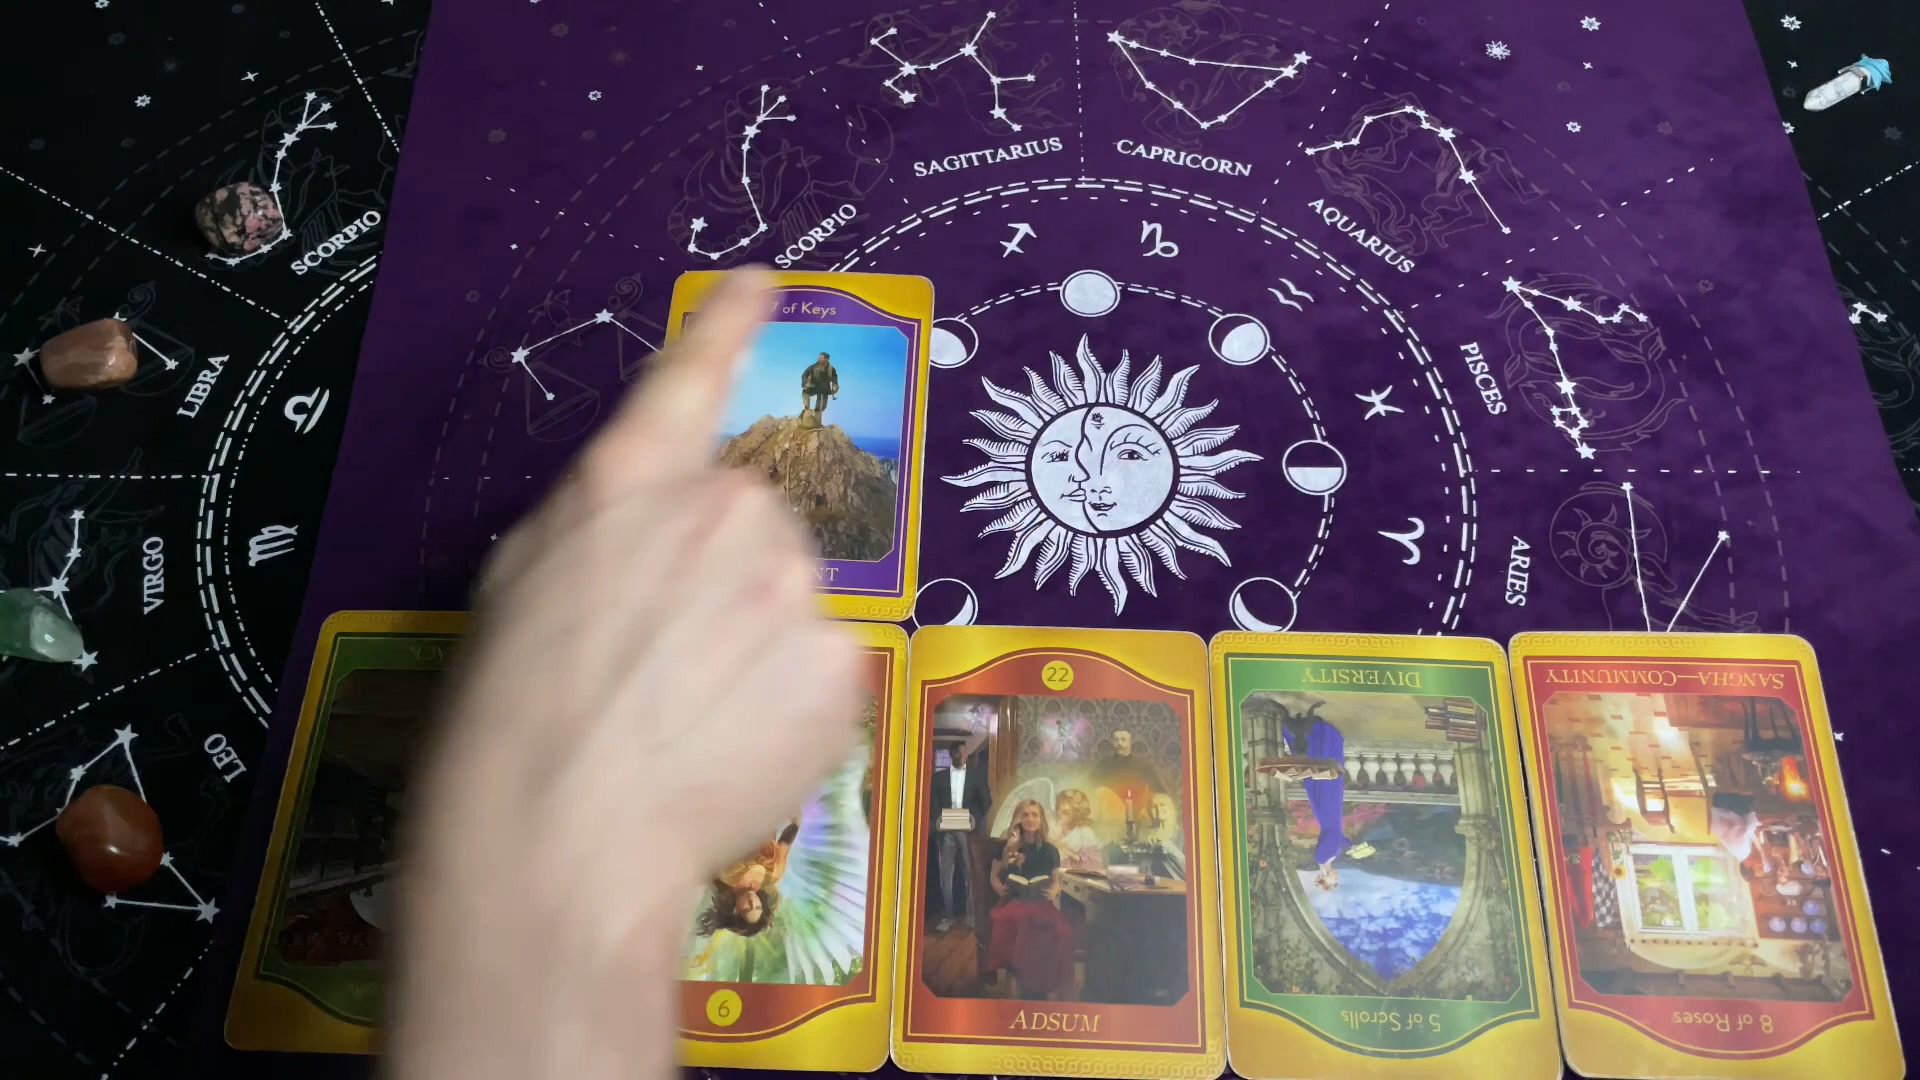 SAGITTARIUS
CAPRICORN
SCORPIO
SCORPIO
AQUARIUS
LIBRA
PISCES
VIRGO
ARIES
LEO
7 of Keys
22
ADSUM
DIVERSITY
5 of Scrolls
SANGHA—COMMUNITY
8 of Roses